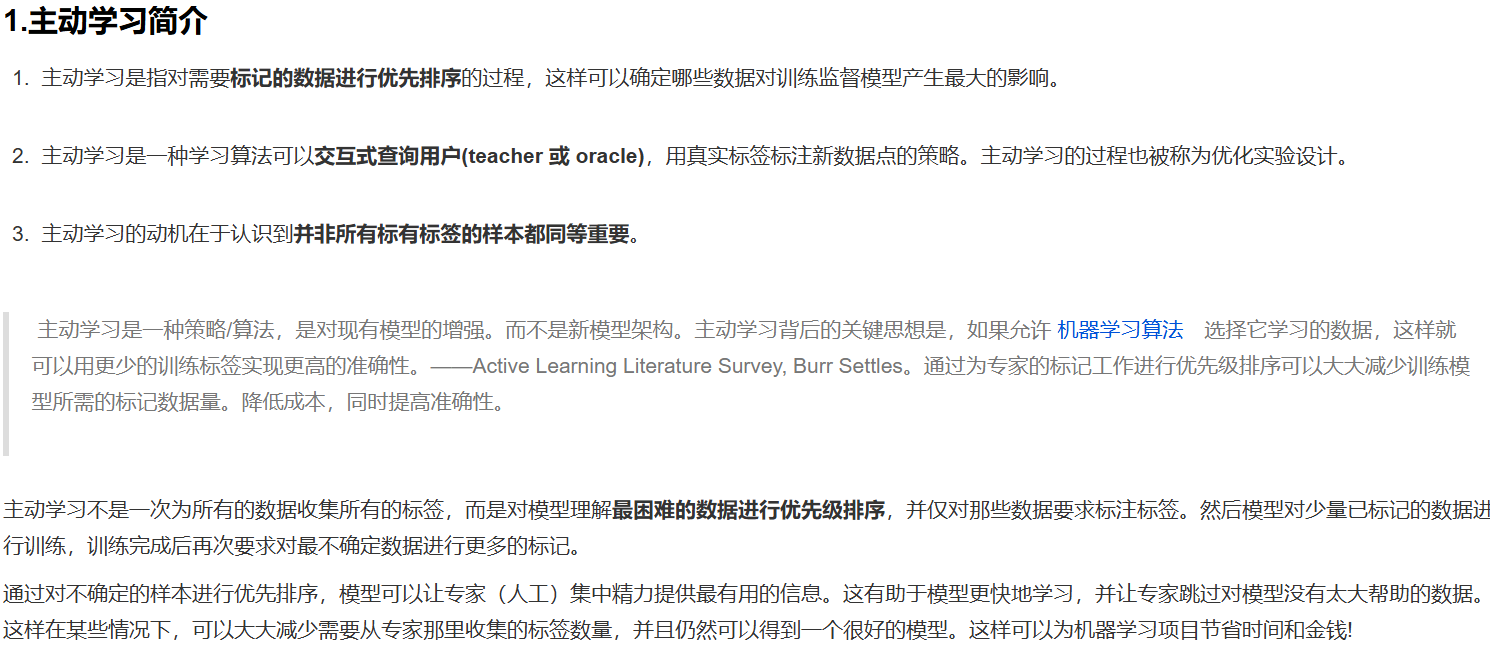 1.主动学习简介
1. 主动学习是指对需要标记的数据进行优先排序的过程，这样可以确定哪些数据对训练监督模型产生最大的影响。
2. 主动学习是一种学习算法可以交互式查询用户(teacher 或 oracle)，用真实标签标注新数据点的策略。主动学习的过程也被称为优化实验设计。
3. 主动学习的动机在于认识到并非所有标有标签的样本都同等重要。
主动学习是一种策略/算法，是对现有模型的增强。而不是新模型架构。主动学习背后的关键思想是，如果允许 机器学习算法 选择它学习的数据，这样就
可以用更少的训练标签实现更高的准确性。——Active Learning Literature Survey, Burr Settles。通过为专家的标记工作进行优先级排序可以大大减少训练模
型所需的标记数据量。降低成本，同时提高准确性。
主动学习不是一次为所有的数据收集所有的标签，而是对模型理解最困难的数据进行优先级排序，并仅对那些数据要求标注标签。然后模型对少量已标记的数据进
行训练，训练完成后再次要求对最不确定数据进行更多的标记。
通过对不确定的样本进行优先排序，模型可以让专家（人工）集中精力提供最有用的信息。这有助于模型更快地学习，并让专家跳过对模型没有太大帮助的数据。
这样在某些情况下，可以大大减少需要从专家那里收集的标签数量，并且仍然可以得到一个很好的模型。这样可以为机器学习项目节省时间和金钱!